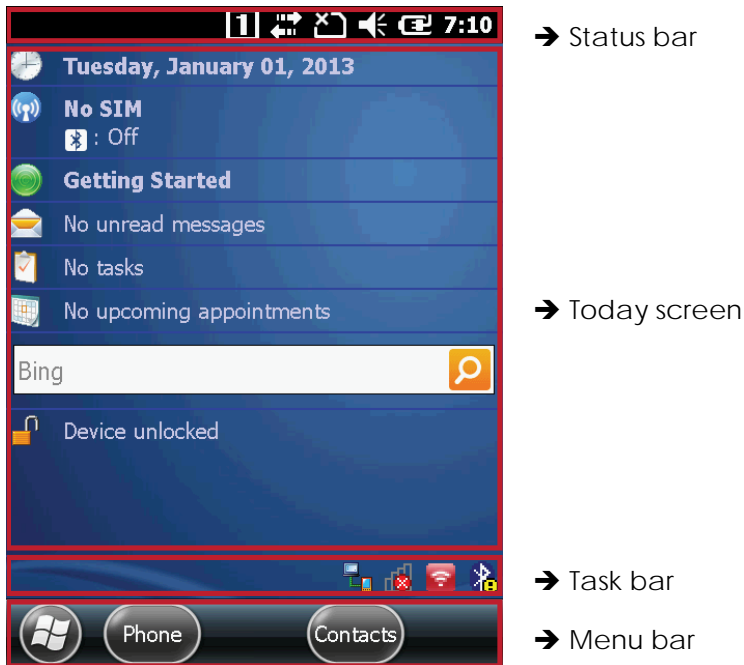 1 7:10
➔ Status bar
Tuesday, January 01, 2013
No SIM
: Off
Getting Started
No unread messages
No tasks
No upcoming appointments
➔ Today screen
Bing
Device unlocked
➔ Task bar
Phone Contacts
➔ Menu bar